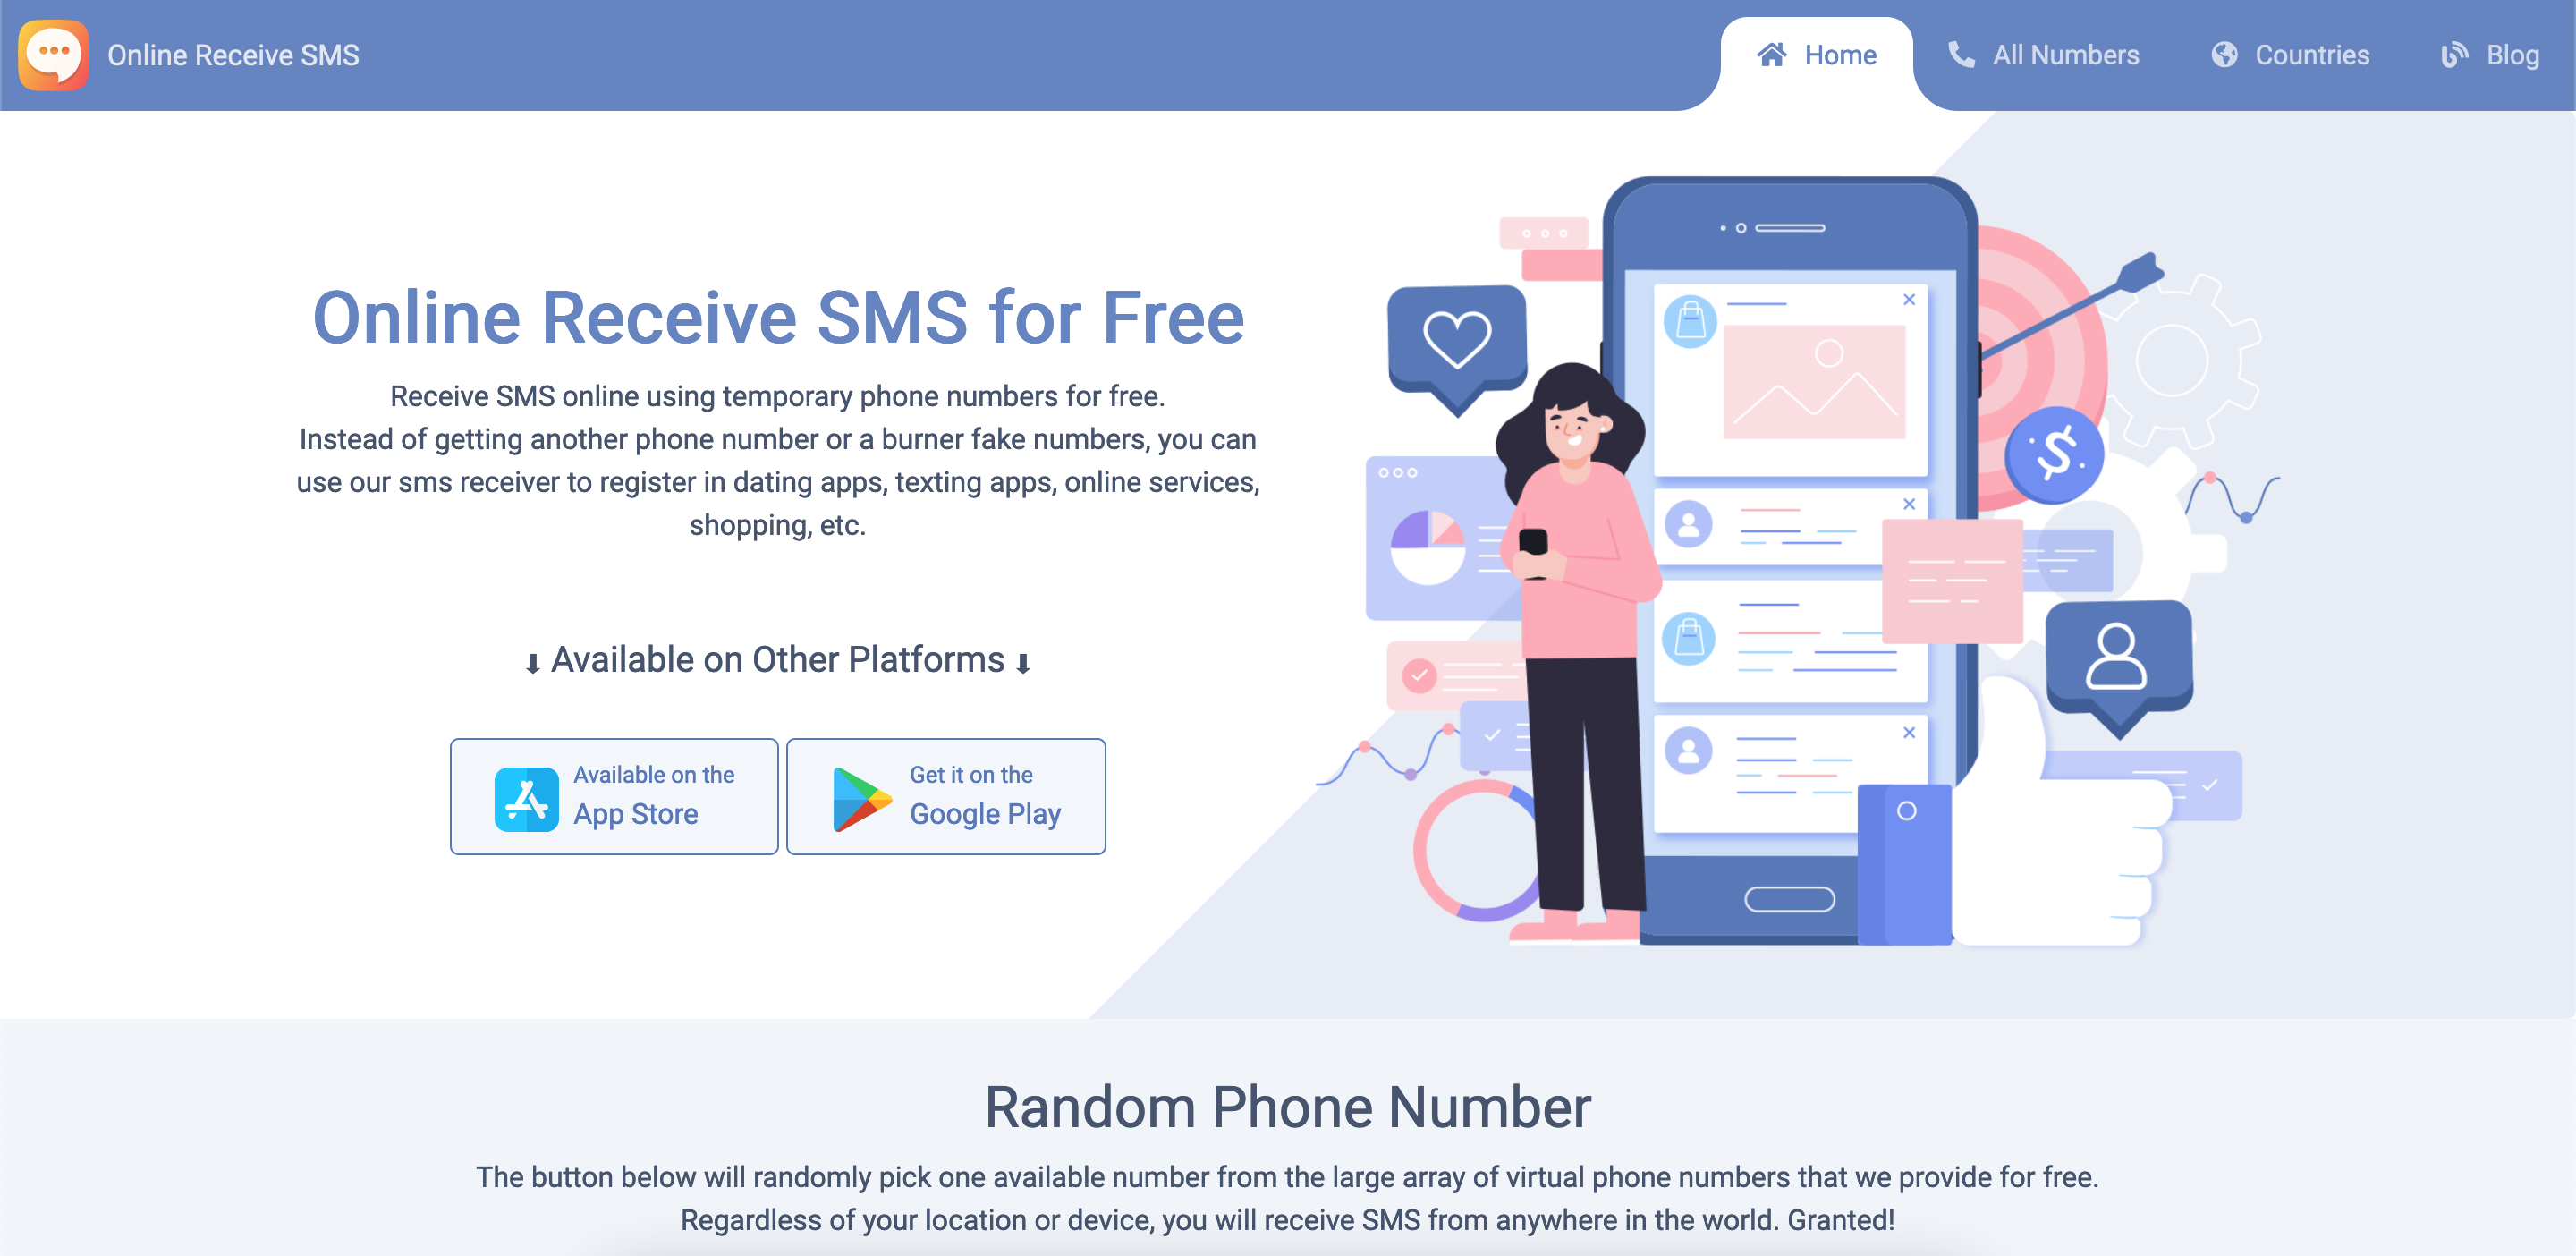 Online Receive SMS
Home
All Numbers
Countries
Blog
Online Receive SMS for Free
Receive SMS online using temporary phone numbers for free.
Instead of getting another phone number or a burner fake numbers, you can
use our sms receiver to register in dating apps, texting apps, online services,
shopping, etc.
⬇ Available on Other Platforms ⬇
Available on the
App Store
Get it on the
Google Play
$
Random Phone Number
The button below will randomly pick one available number from the large array of virtual phone numbers that we provide for free.
Regardless of your location or device, you will receive SMS from anywhere in the world. Granted!